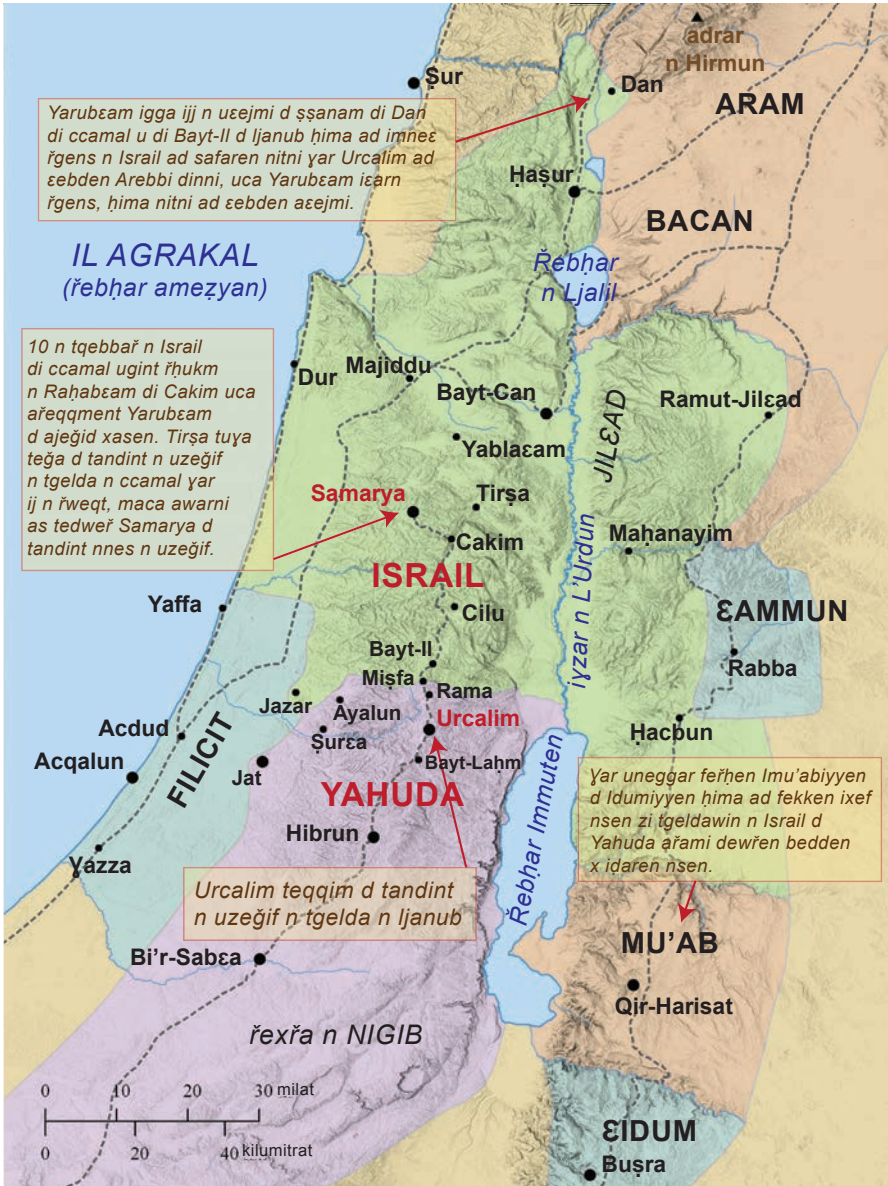 adrar
n Hirmun
Ṣur
Dan
ARAM
Yarubɛam igga ijj n uɛejmi d ṣṣanam di Dan
di ccamal u di Bayt-Il d ljanub ḥima ad imneɛ
řgens n Israil ad safaren nitni ɣar Urcalim ad
ɛebden Arebbi dinni, uca Yarubɛam iɛarn
řgens, ḥima nitni ad ɛebden aɛejmi.
Ḥaṣur
BACAN
IL AGRAKAL
(řebḥar ameẓyan)
Řebḥar
n Ljalil
10 n tqebbař n Israil
di ccamal ugint řḥukm
n Raḥabɛam di Cakim uca
ařeqqment Yarubɛam
d ajeğid xasen. Tirṣa tuɣa
teğa d tandint n uzeğif
n tgelda n ccamal ɣar
ij n řweqt, maca awarni
as tedweř Samarya d
tandint nnes n uzeğif.
Dur
Majiddu
Bayt-Can
JILƐAD
Ramut-Jilɛad
Yablaɛam
Samarya
Tirṣa
Cakim
Maḥanayim
ISRAIL
iɣzar n L'Urdun
Yaffa
Cilu
ƐAMMUN
Rabba
Bayt-Il
Miṣfa
Rama
Jazar
Ayalun
Urcalim
Ḥacbun
Acdud
FILICIT
Ṣurɛa
Acqalun
Jat
Bayt-Laḥm
YAHUDA
Řebḥar Immuten
Hibrun
Ɣazza
Ɣar uneggar feřḥen Imu'abiyyen
d Idumiyyen ḥima ad fekken ixef
nsen zi tgeldawin n Israil d
Yahuda ařami dewřen bedden
x iḍaren nsen.
Urcalim teqqim d tandint
n uzeğif n tgelda n ljanub
MU'AB
Bi'r-Sabɛa
Qir-Harisat
řexřa n NIGIB
0 10 20 30 milat
0 20 40 kilumitrat
ƐIDUM
Buṣra